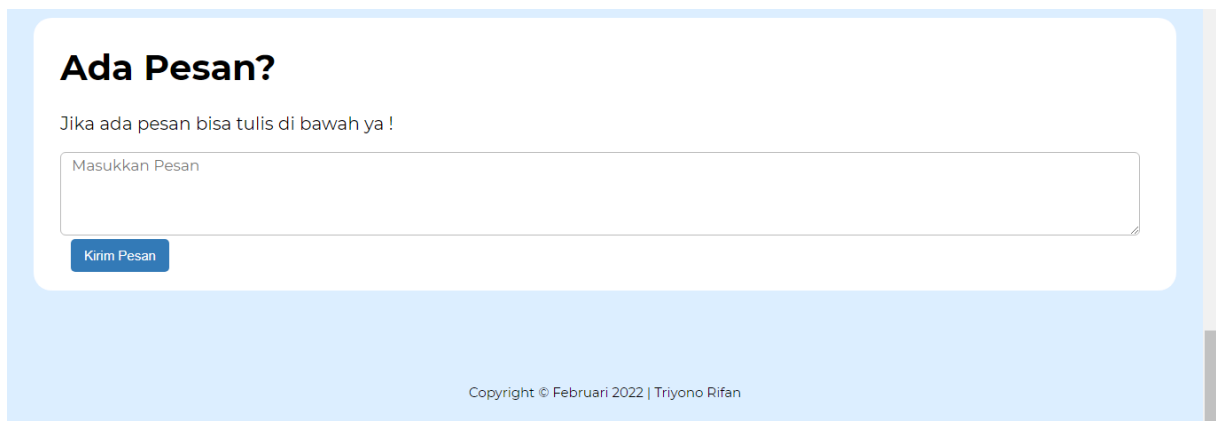 Ada Pesan?
Jika ada pesan bisa tulis di bawah ya !
Masukkan Pesan
Kirim Pesan
Copyright © Februari 2022 | Triyono Rifan